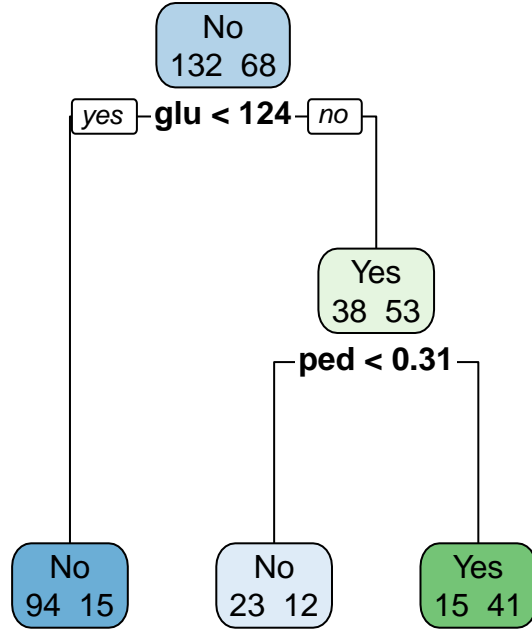 No
132 68
yes glu < 124 no
Yes
38 53
ped < 0.31
No
94 15
No
23 12
Yes
15 41